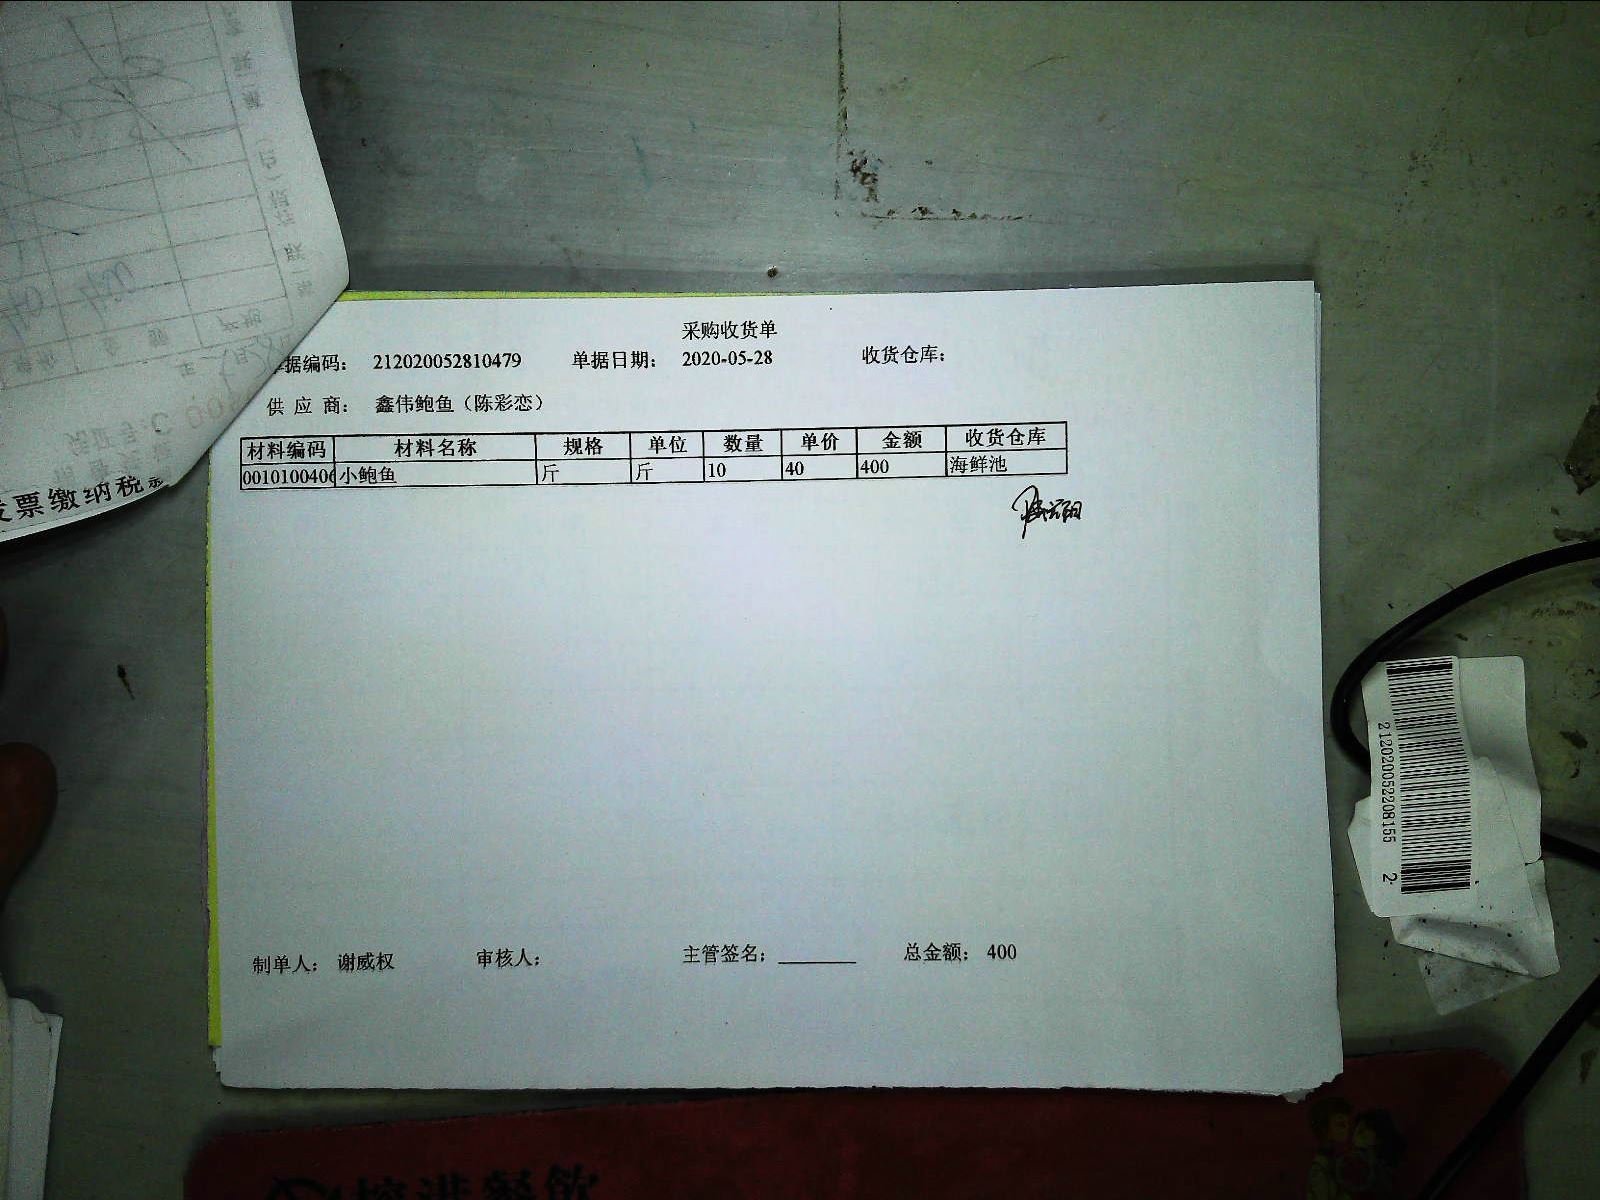 采购收货单
据编码： 212020052810479 单据日期： 2020-05-28 收货仓库：
供 应 商： 鑫伟鲍鱼（陈彩恋）
材料编码 材料名称 规格 单位 数量 单价 金额 收货仓库
0010100406 小鲍鱼 斤 斤 10 40 400 海鲜池
制单人： 谢威权 审核人： 主管签名： 总金额： 400
票缴纳税
212020052208155 2
餐飲